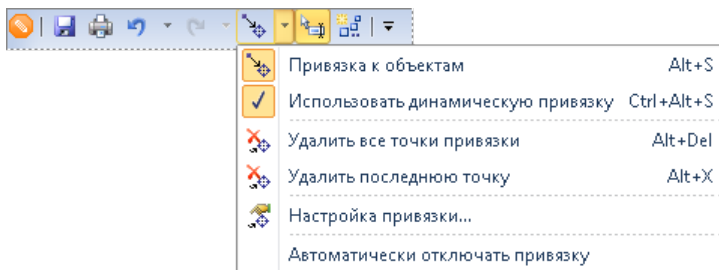 Привязка к объектам Alt+S
Использовать динамическую привязку Ctrl+Alt+S
Удалить все точки привязки Alt+Del
Удалить последнюю точку Alt+X
Настройка привязки...
Автоматически отключать привязку